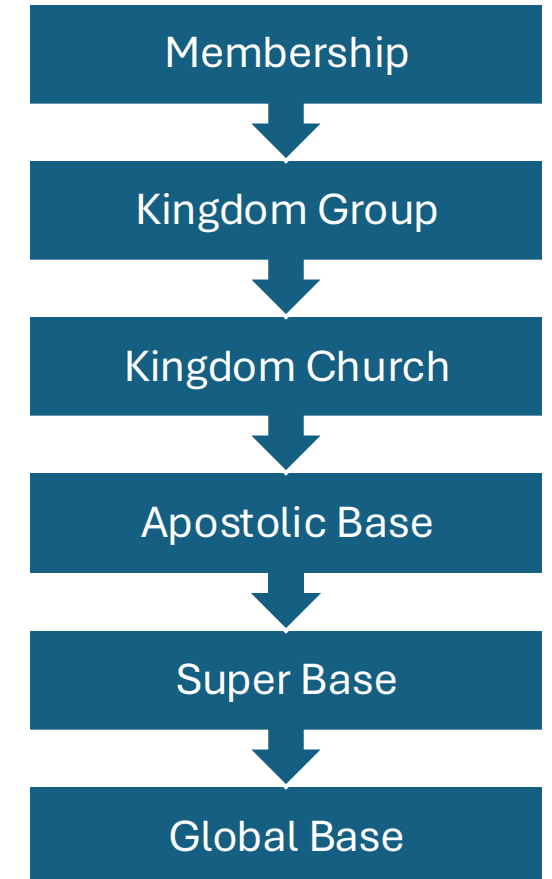 Membership
Kingdom Group
Kingdom Church
Apostolic Base
Super Base
Global Base